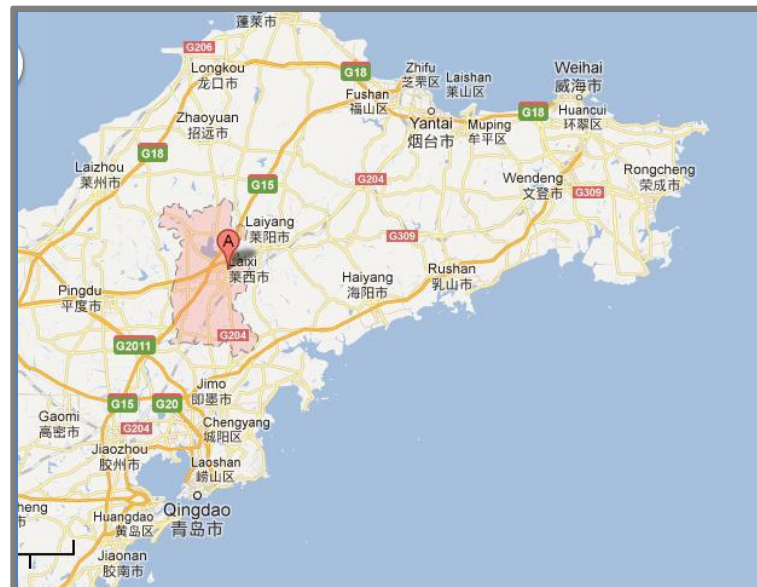 蓬莱市
G206
Longkou
龙口市
G18
Zhifu
芝罘区
Laishan
莱山区
Weihai
威海市
Fushan
福山区
Yantai
烟台市
Muping
牟平区
G18
Huancui
环翠区
Zhaoyuan
招远市
G18
Laizhou
莱州市
G15
G204
Wendeng
文登市
G309
Rongcheng
荣成市
Laiyang
莱阳市
G309
A
Laixi
莱西市
Haiyang
海阳市
Rushan
乳山市
Pingdu
平度市
G204
G2011
Jimo
即墨市
G15
G20
Gaomi
高密市
G204
Chengyang
城阳区
Jiaozhou
胶州市
Laoshan
崂山区
Qingdao
青岛市
Huangdao
黄岛区
Jiaonan
胶南市